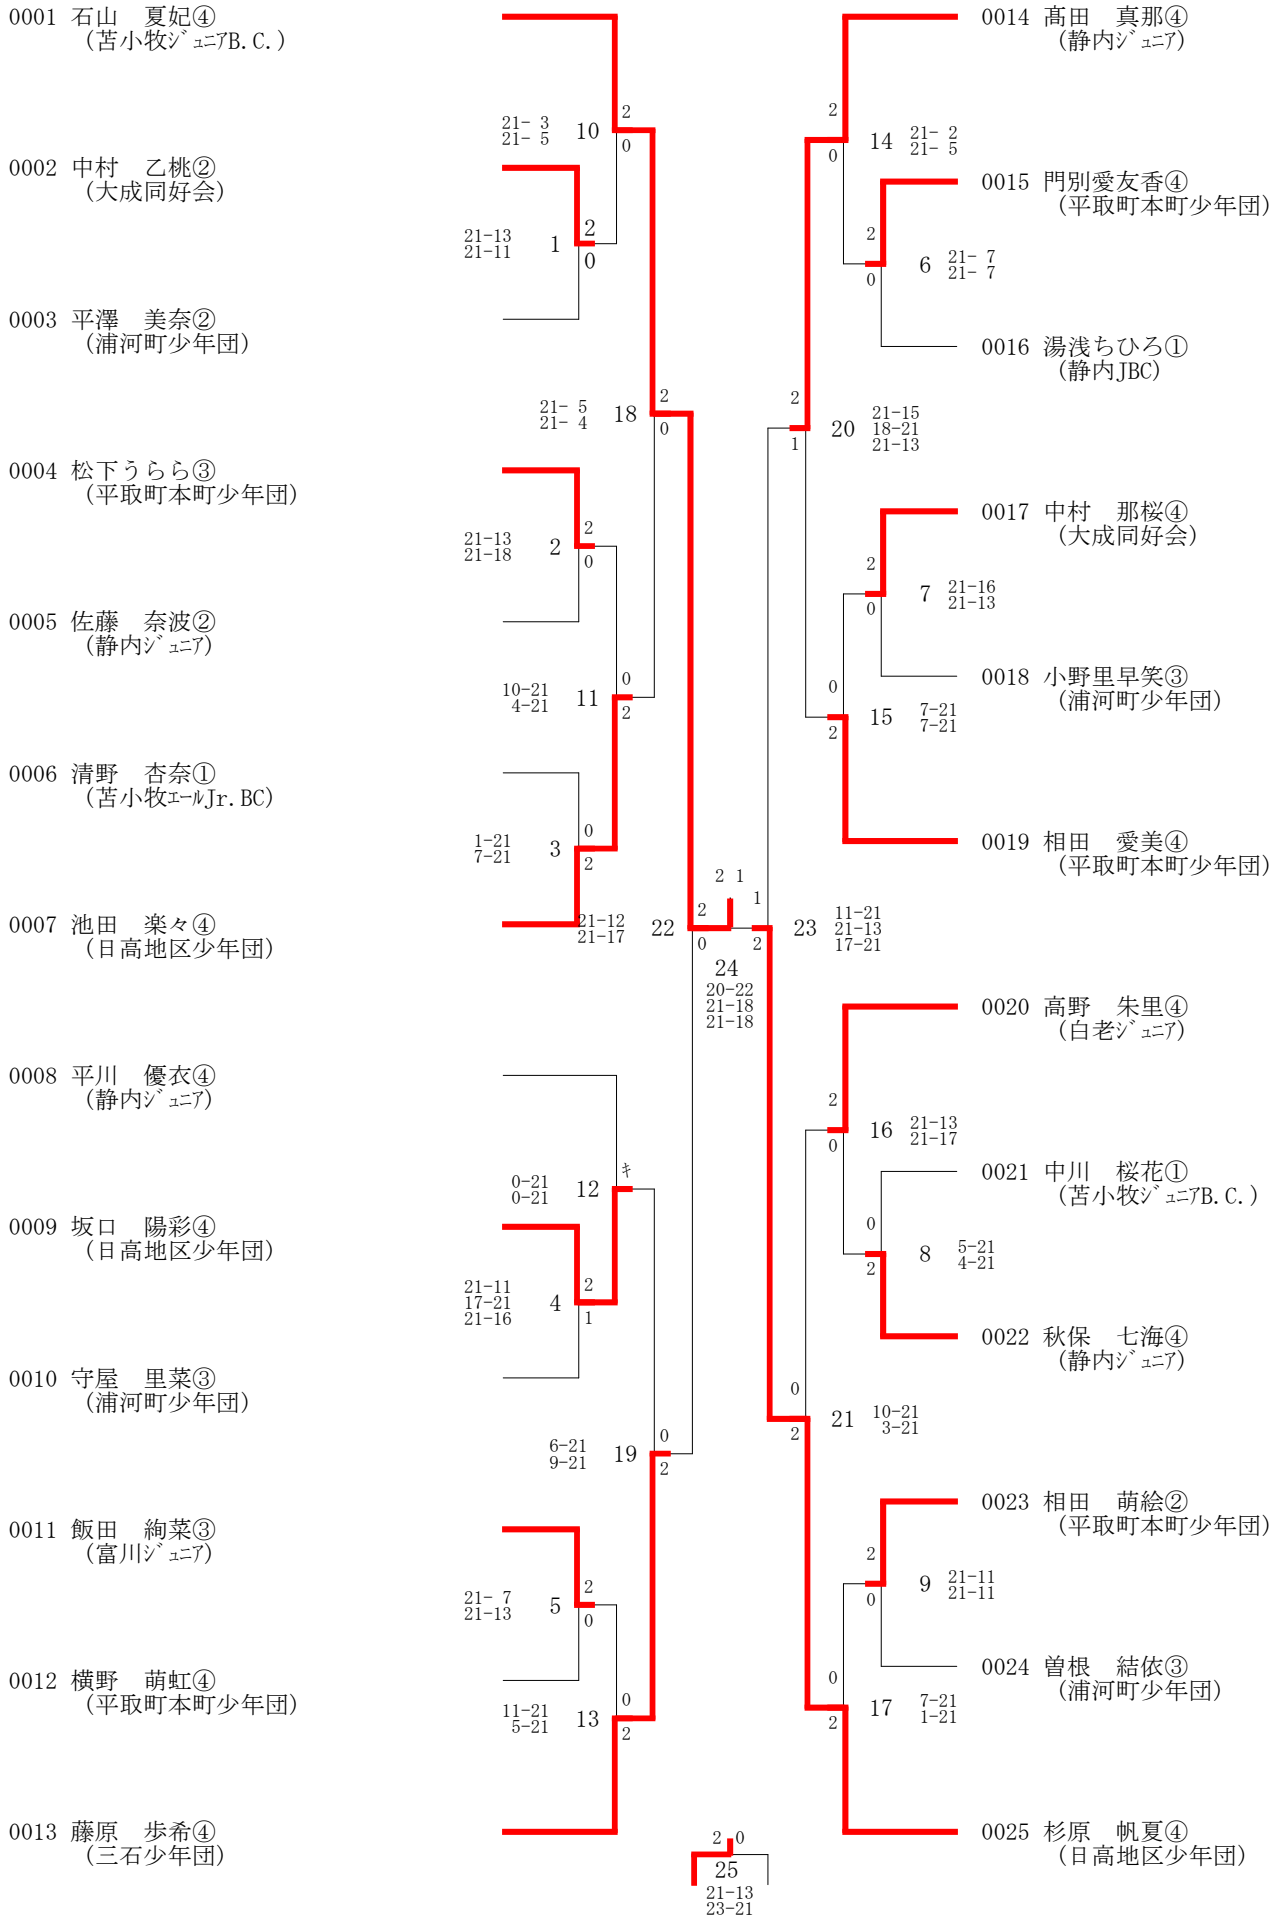 0001 石山　夏妃④
(苫小牧ｼﾞｭﾆｱB.C.)
2
21- 3
21- 5
10
0
0002 中村　乙桃②
(大成同好会)
21-13
21-11
1
2
0
0003 平澤　美奈②
(浦河町少年団)
21- 5
21- 4
18
2
0
0004 松下うらら③
(平取町本町少年団)
21-13
21-18
2
2
0
0005 佐藤　奈波②
(静内ｼﾞｭﾆｱ)
10-21
4-21
11
0
2
0006 清野　杏奈①
(苫小牧ｴｰﾙJr.BC)
1-21
7-21
3
0
2
0007 池田　楽々④
(日高地区少年団)
21-12
21-17
22
2
0
0008 平川　優衣④
(静内ｼﾞｭﾆｱ)
0-21
0-21
12
ｷ
0009 坂口　陽彩④
(日高地区少年団)
21-11
17-21
21-16
4
2
1
0010 守屋　里菜③
(浦河町少年団)
6-21
9-21
19
0
2
0011 飯田　絢菜③
(富川ｼﾞｭﾆｱ)
21- 7
21-13
5
2
0
0012 横野　萌虹④
(平取町本町少年団)
11-21
5-21
13
0
2
0013 藤原　歩希④
(三石少年団)
2 1
24
20-22
21-18
21-18
2 0
25
21-13
23-21
0014 髙田　真那④
(静内ｼﾞｭﾆｱ)
2
0
14
21- 2
21- 5
0015 門別愛友香④
(平取町本町少年団)
2
0
6
21- 7
21- 7
0016 湯浅ちひろ①
(静内JBC)
2
1
20
21-15
18-21
21-13
0017 中村　那桜④
(大成同好会)
2
0
7
21-16
21-13
0018 小野里早笑③
(浦河町少年団)
0
2
15
7-21
7-21
0019 相田　愛美④
(平取町本町少年団)
1
2
23
11-21
21-13
17-21
0020 高野　朱里④
(白老ｼﾞｭﾆｱ)
2
0
16
21-13
21-17
0021 中川　桜花①
(苫小牧ｼﾞｭﾆｱB.C.)
0
2
8
5-21
4-21
0022 秋保　七海④
(静内ｼﾞｭﾆｱ)
0
2
21
10-21
3-21
0023 相田　萌絵②
(平取町本町少年団)
2
0
9
21-11
21-11
0024 曽根　結依③
(浦河町少年団)
0
2
17
7-21
1-21
0025 杉原　帆夏④
(日高地区少年団)